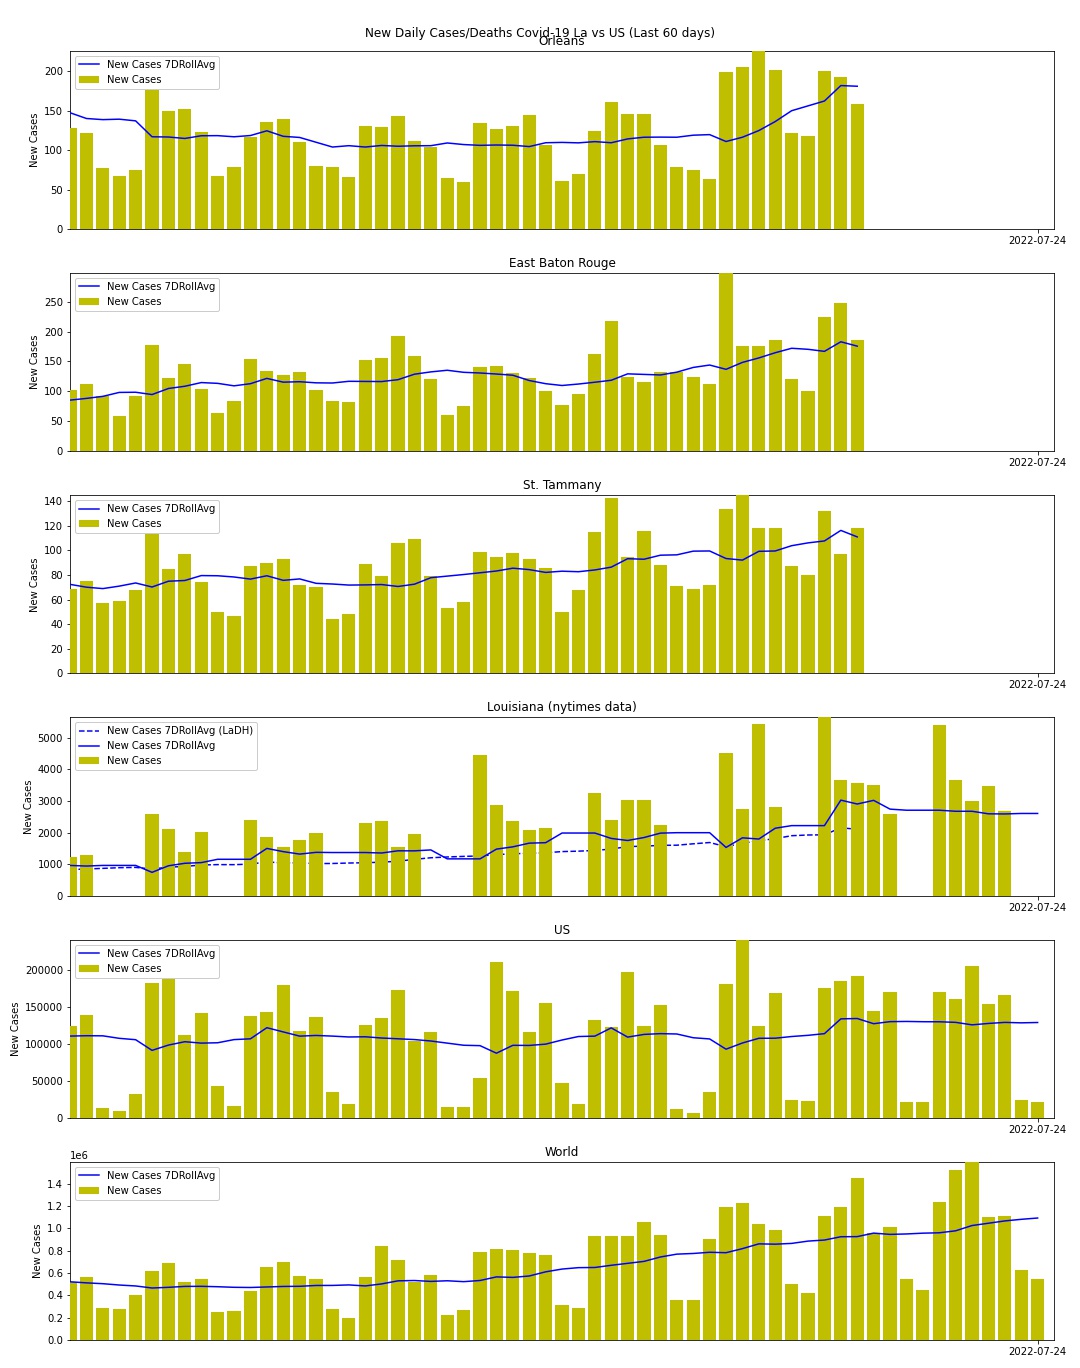 New Daily Cases/Deaths Covid-19 La vs US (Last 60 days)
Orleans
New Cases 7DRollAvg
New Cases
New Cases
200
150
100
50
0
2022-07-24
East Baton Rouge
New Cases 7DRollAvg
New Cases
New Cases
250
200
150
100
50
0
2022-07-24
St. Tammany
New Cases 7DRollAvg
New Cases
New Cases
140
120
100
80
60
40
20
0
2022-07-24
Louisiana (nytimes data)
New Cases 7DRollAvg (LaDH)
New Cases 7DRollAvg
New Cases
New Cases
5000
4000
3000
2000
1000
0
2022-07-24
US
New Cases 7DRollAvg
New Cases
New Cases
200000
150000
100000
50000
0
2022-07-24
World
1e6
New Cases 7DRollAvg
New Cases
New Cases
1.4
1.2
1.0
0.8
0.6
0.4
0.2
0.0
2022-07-24